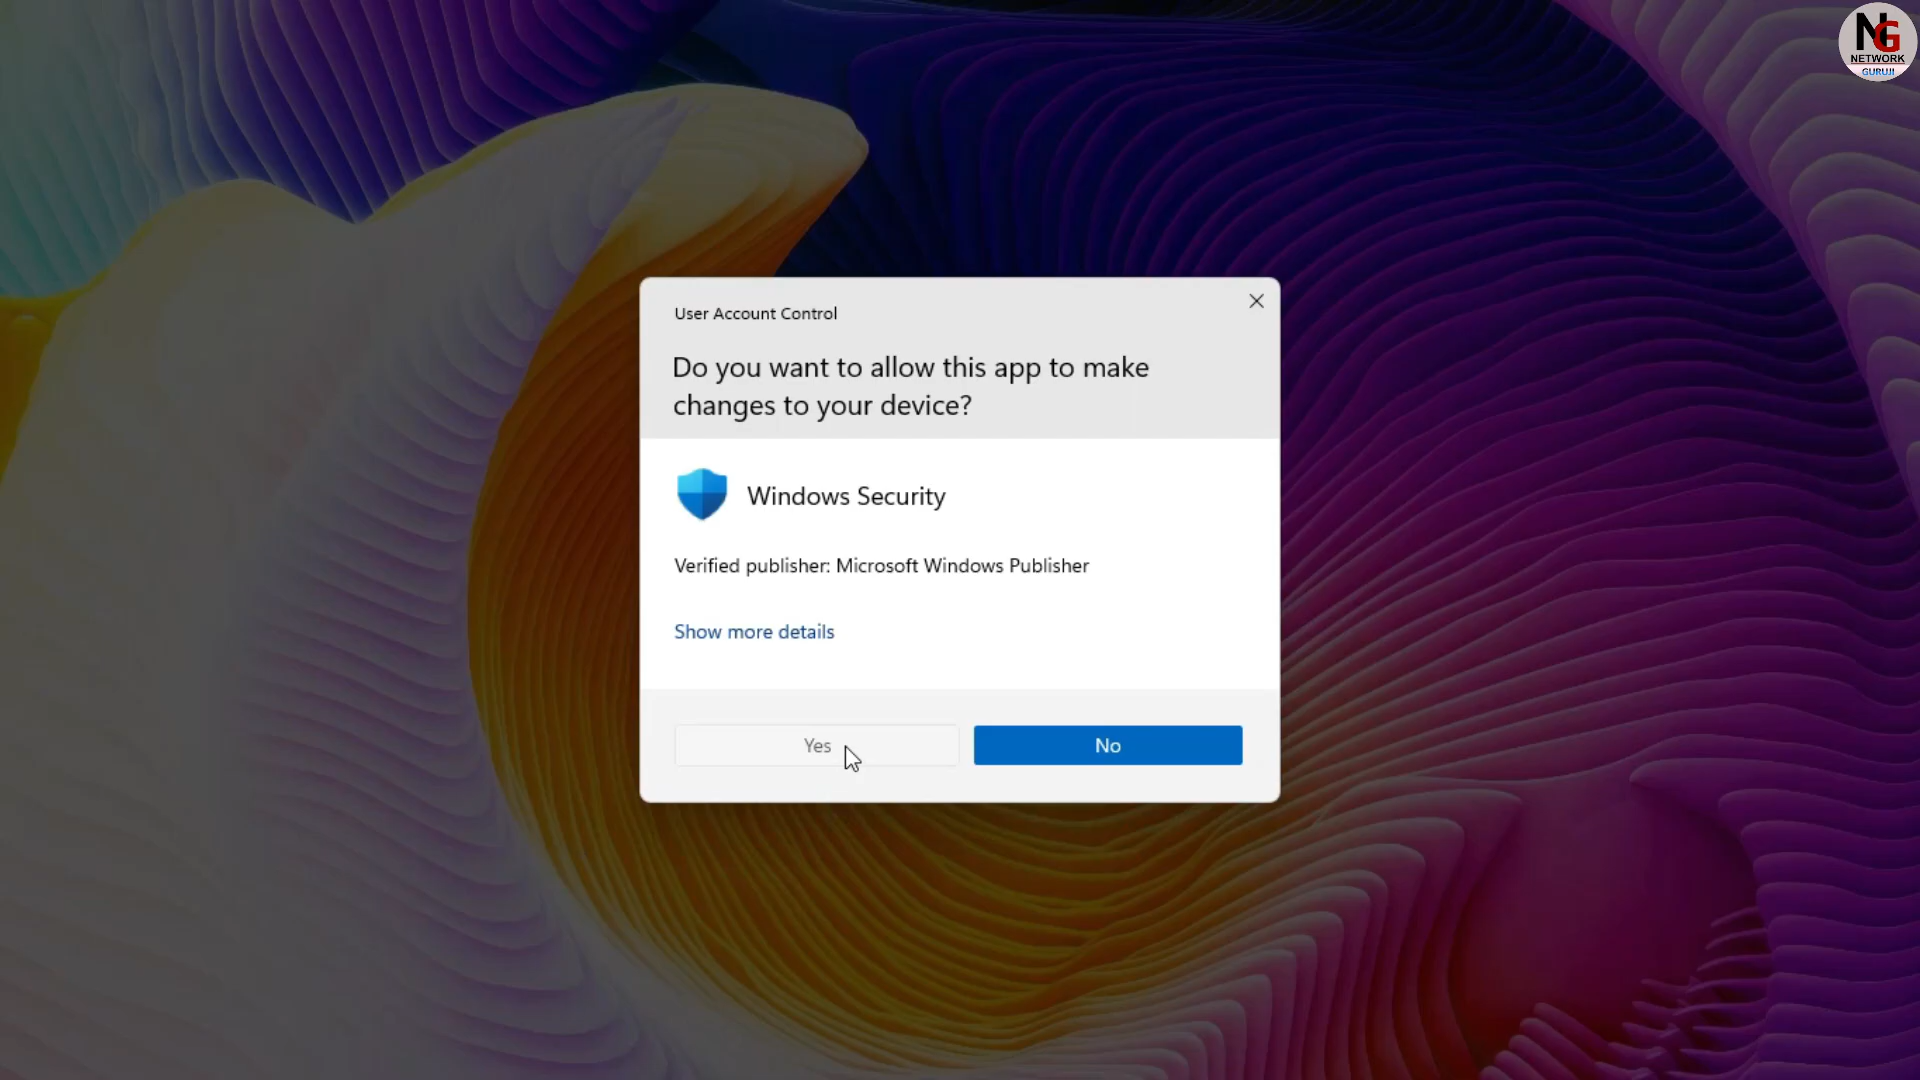 NG
NETWORK
GURUJI
User Account Control
Do you want to allow this app to make
changes to your device?
Windows Security
Verified publisher: Microsoft Windows Publisher
Show more details
Yes
No